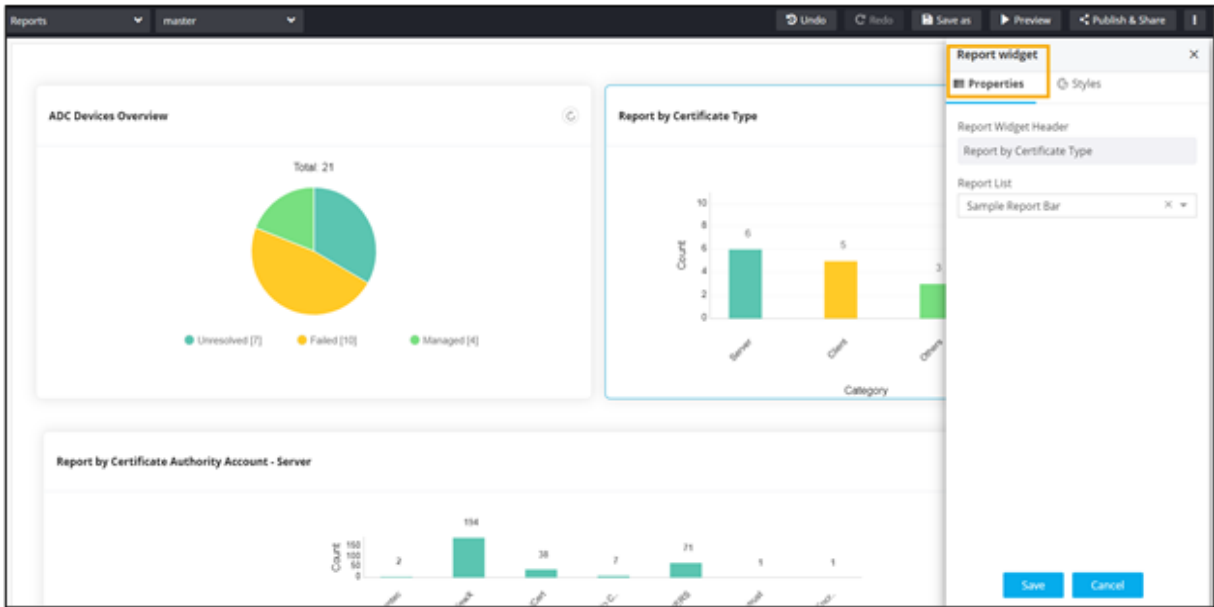 Reports master Undo Redo Save as Preview Publish & Share
Report widget
Properties Styles
ADC Devices Overview
Report by Certificate Type
Report Widget Header
Report by Certificate Type
Report List
Sample Report Bar
Total: 21
Unresolved [7] Failed [10] Managed [4]
10
8
6
4
2
0
Count
6
5
3
Server
Client
Others
Category
Report by Certificate Authority Account - Server
150
100
50
0
Count
2
194
38
7
71
1
1
Cert
Save Cancel